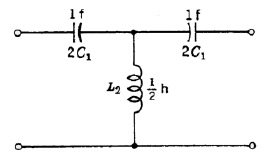 1 f 1 f
2C₁ 2C₁
L₂ ½ h